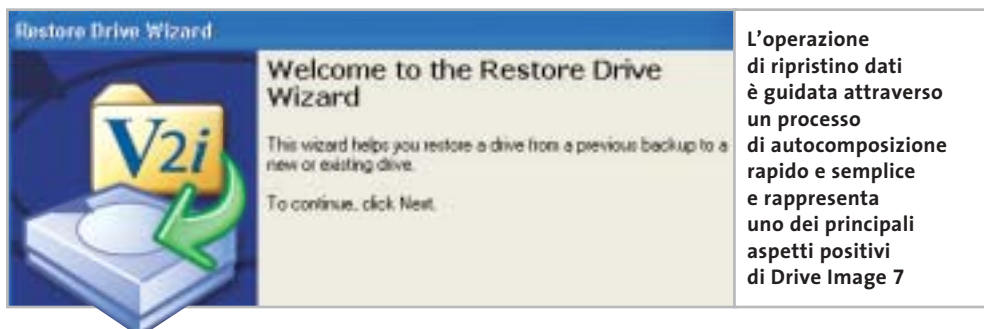 Restore Drive Wizard
Welcome to the Restore Drive
Wizard
This wizard helps you restore a drive from a previous backup to a
new or existing drive.
To continue, click Next.
V2i
L'operazione
di ripristino dati
è guidata attraverso
un processo
di autocomposizione
rapido e semplice
e rappresenta
uno dei principali
aspetti positivi
di Drive Image 7